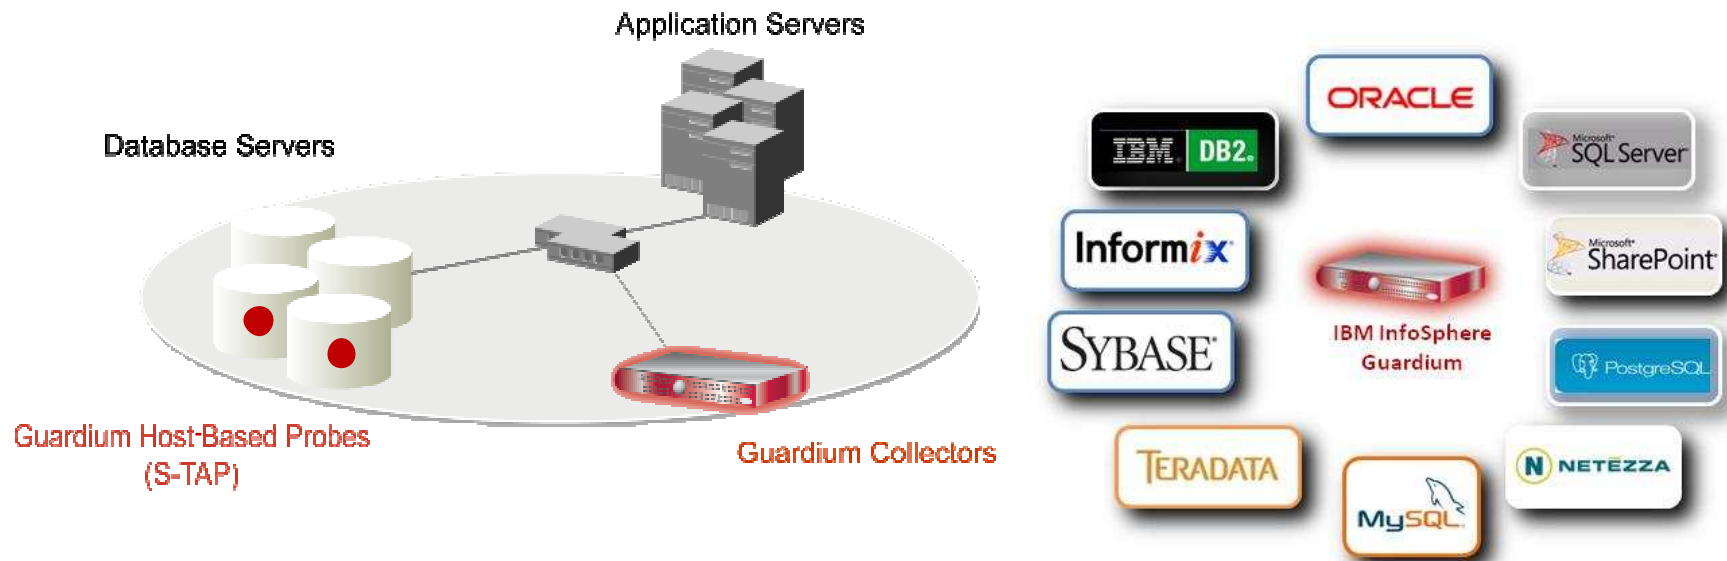 Application Servers
Database Servers
Guardium Host-Based Probes
(S-TAP)
Guardium Collectors
ORACLE
IBM DB2
Microsoft
SQL Server
Informix
Microsoft
SharePoint
SYBASE
IBM InfoSphere
Guardium
PostgreSQL
TERADATA
NETEZZA
MySQL